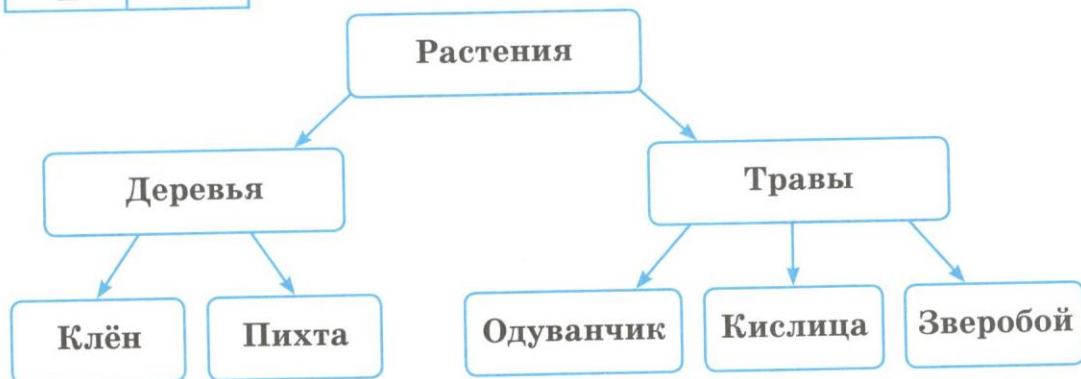 Растения
Деревья
Травы
Клён
Пихта
Одуванчик
Кислица
Зверобой